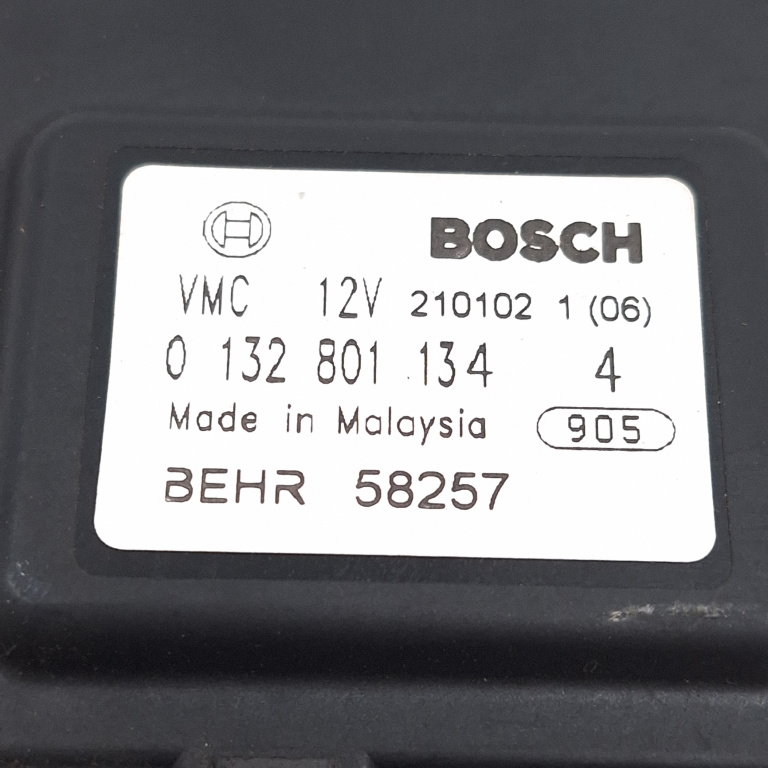 BOSCH
VMC 12V 210102 1 (06)
0 132 801 134 4
Made in Malaysia 905
BEHR 58257